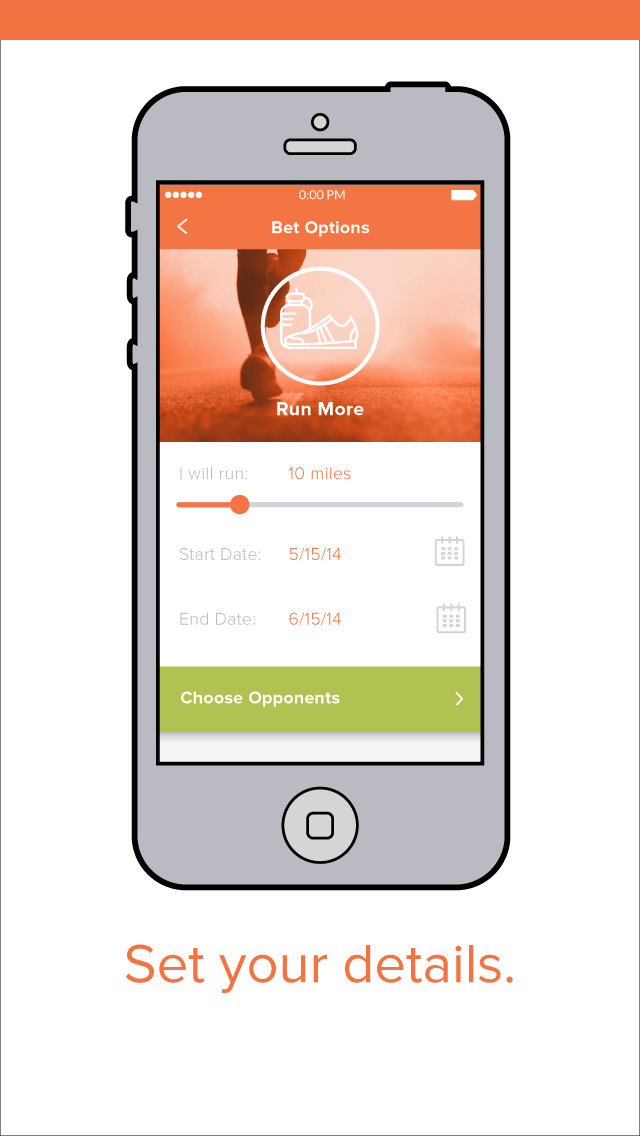 0:00 PM
Bet Options
Run More
I will run: 10 miles
Start Date: 5/15/14
End Date: 6/15/14
Choose Opponents
Set your details.